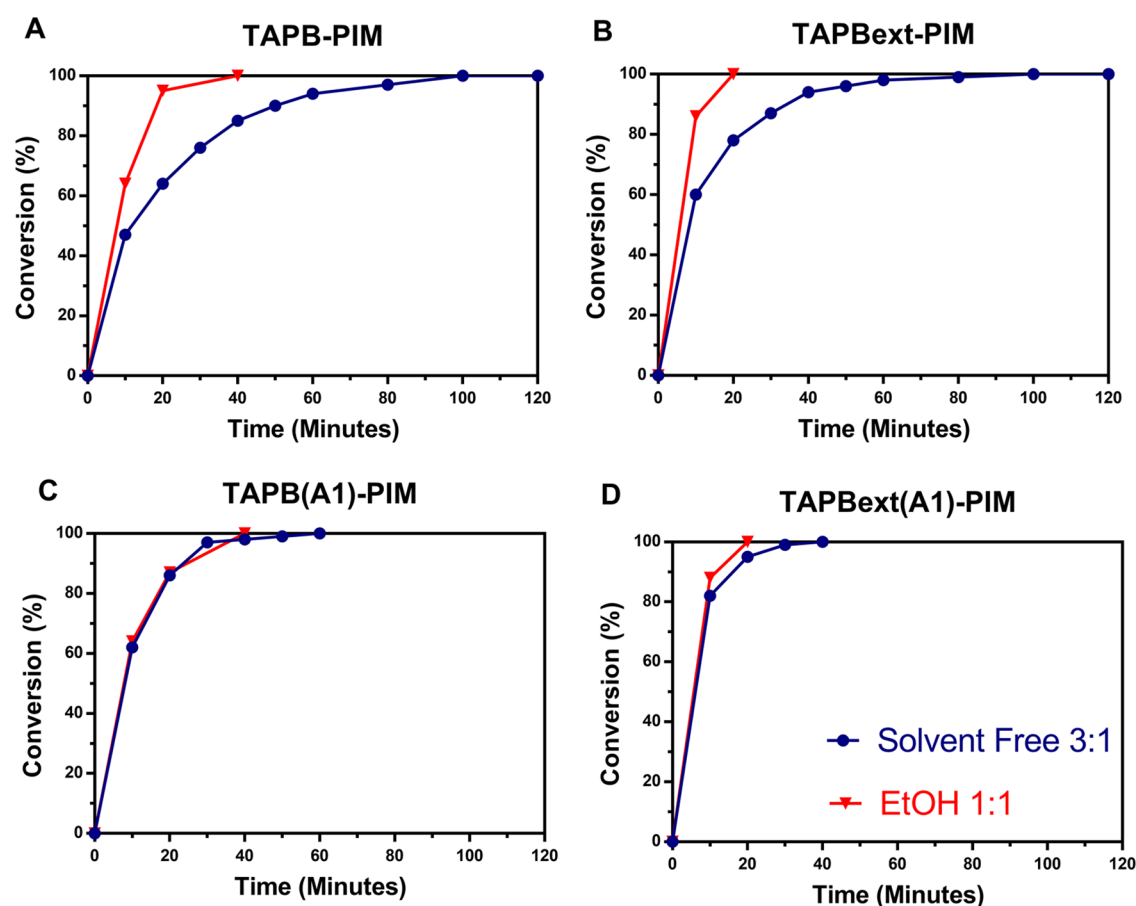 A
TAPB-PIM
Conversion (%)
100
80
60
40
20
0
0 20 40 60 80 100 120
Time (Minutes)
B
TAPBext-PIM
Conversion (%)
100
80
60
40
20
0
0 20 40 60 80 100 120
Time (Minutes)
C
TAPB(A1)-PIM
Conversion (%)
100
80
60
40
20
0
0 20 40 60 80 100 120
Time (Minutes)
D
TAPBext(A1)-PIM
Conversion (%)
100
80
60
40
20
0
Solvent Free 3:1
EtOH 1:1
0 20 40 60 80 100 120
Time (Minutes)